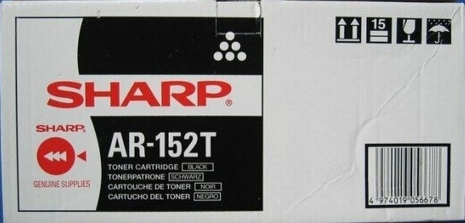 15
SHARP®
SHARP®
GENUINE SUPPLIES
AR-152T
TONER CARTRIDGE BLACK
TONERPATRONE SCHWARZ
CARTOUCHE DE TONER NOIR
CARTUCHO DEL TONER NEGRO
4 974019 056678